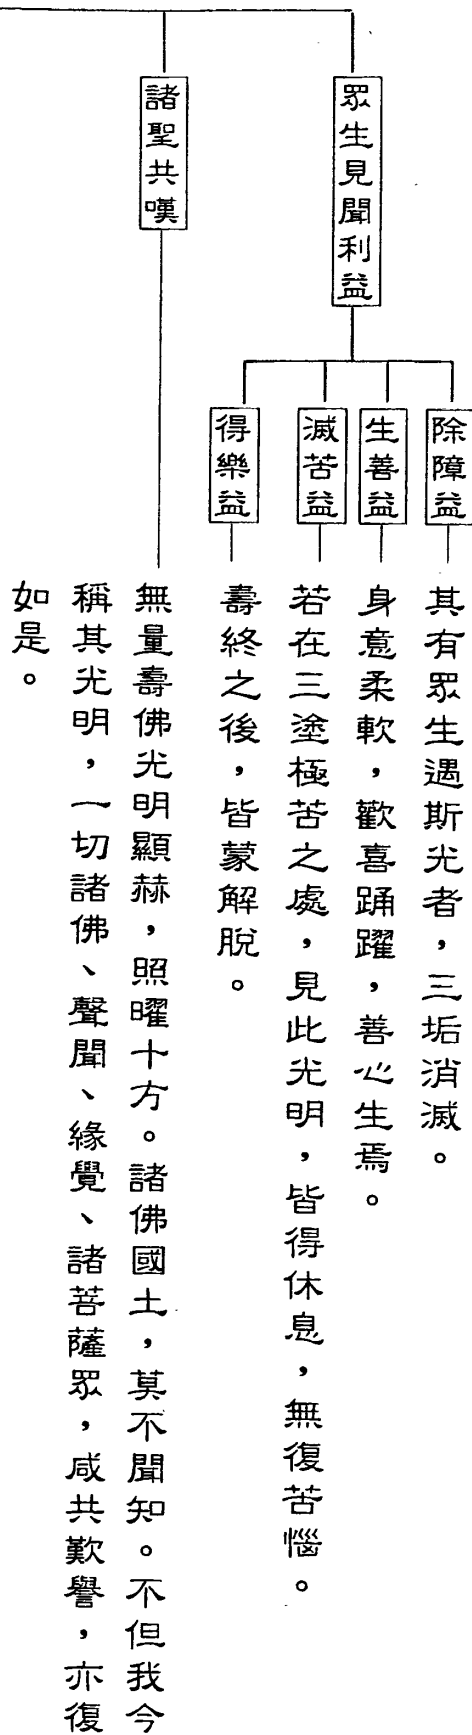 眾生見聞利益
除障益
其有眾生遇斯光者，三垢消滅。
生善益
身意柔軟，歡喜踊躍，善心生焉。
滅苦益
若在三塗極苦之處，見此光明，皆得休息，無復苦惱。
得樂益
壽終之後，皆蒙解脫。
諸聖共嘆
無量壽佛光明顯赫，照曜十方。諸佛國土，莫不聞知。不但我今
稱其光明，一切諸佛、聲聞、緣覺、諸菩薩眾，咸共歎譽，亦復
如是。